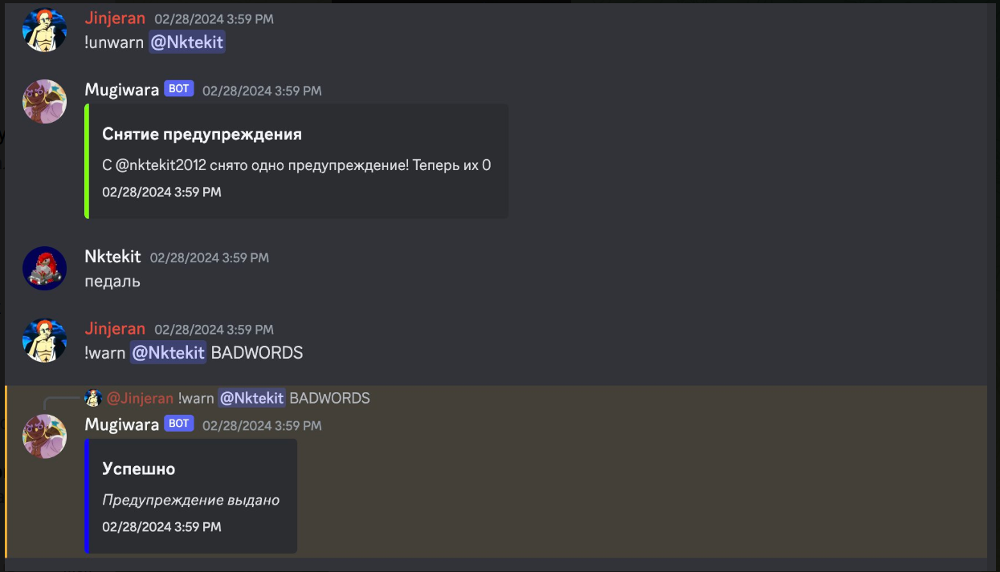 Jinjeran 02/28/2024 3:59 PM
!unwarn @Nktekit
Mugiwara BOT 02/28/2024 3:59 PM
Снятие предупреждения
С @nktekit2012 снято одно предупреждение! Теперь их 0
02/28/2024 3:59 PM
Nktekit 02/28/2024 3:59 PM
педаль
Jinjeran 02/28/2024 3:59 PM
!warn @Nktekit BADWORDS
@Jinjeran !warn @Nktekit BADWORDS
Mugiwara BOT 02/28/2024 3:59 PM
Успешно
Предупреждение выдано
02/28/2024 3:59 PM